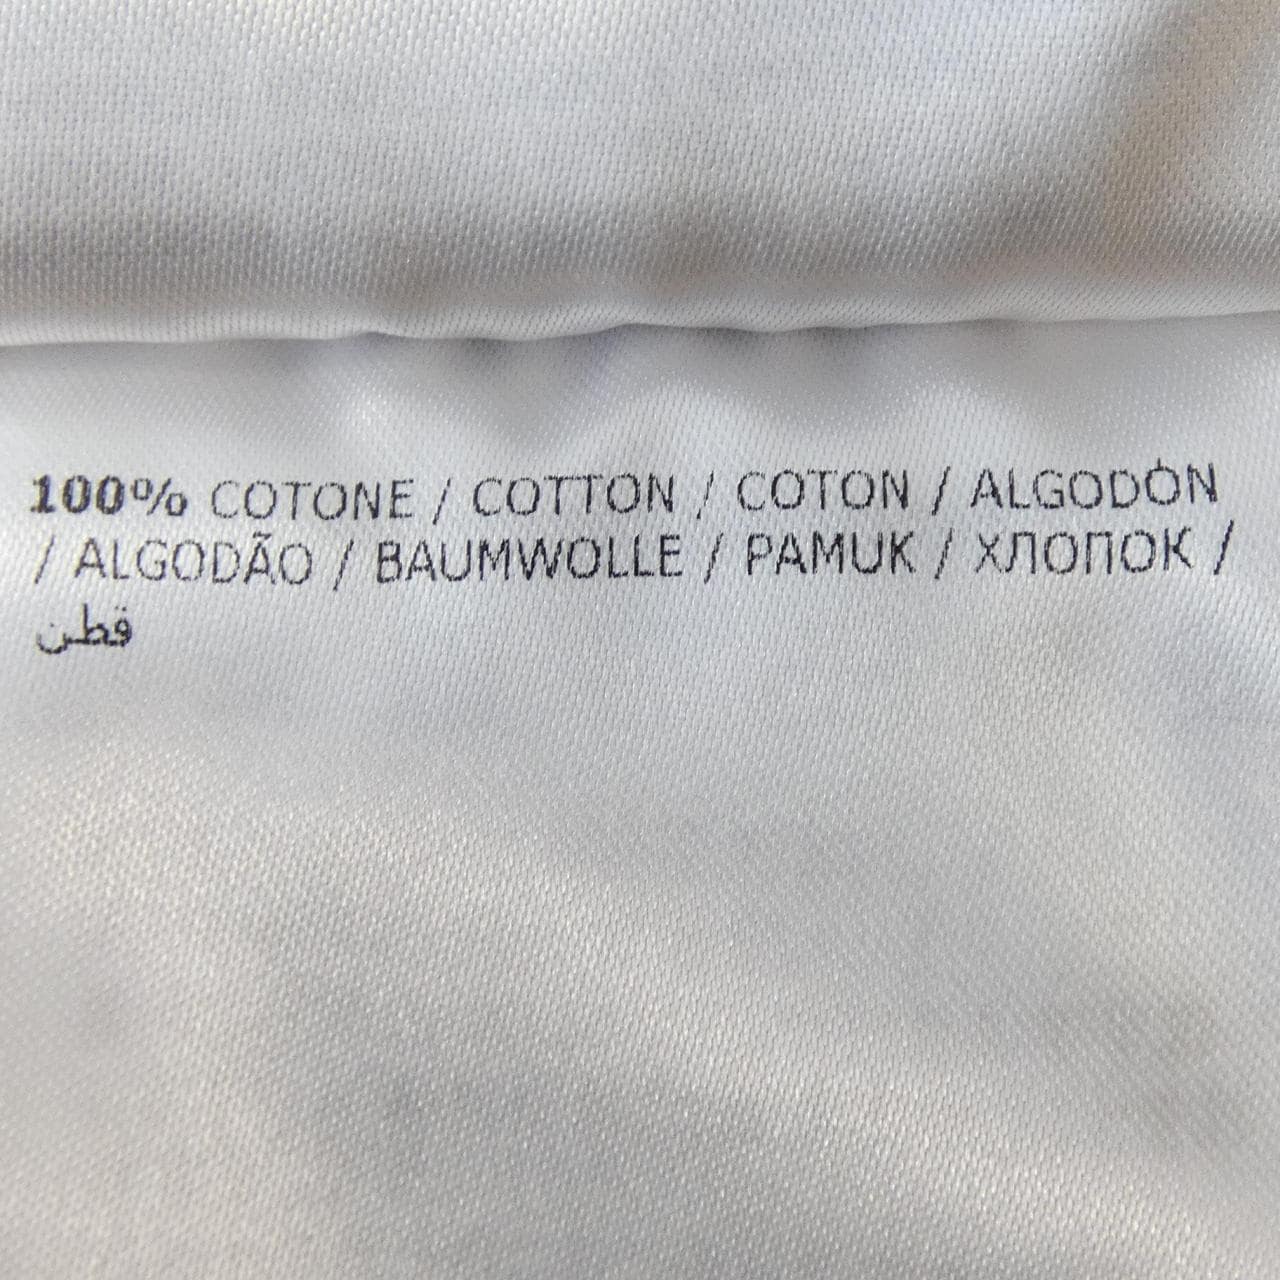 100% COTONE / COTTON / COTON / ALGODÓN
/ ALGODÃO / BAUMWOLLE / PAMUK / ХЛОПОК /
قطن